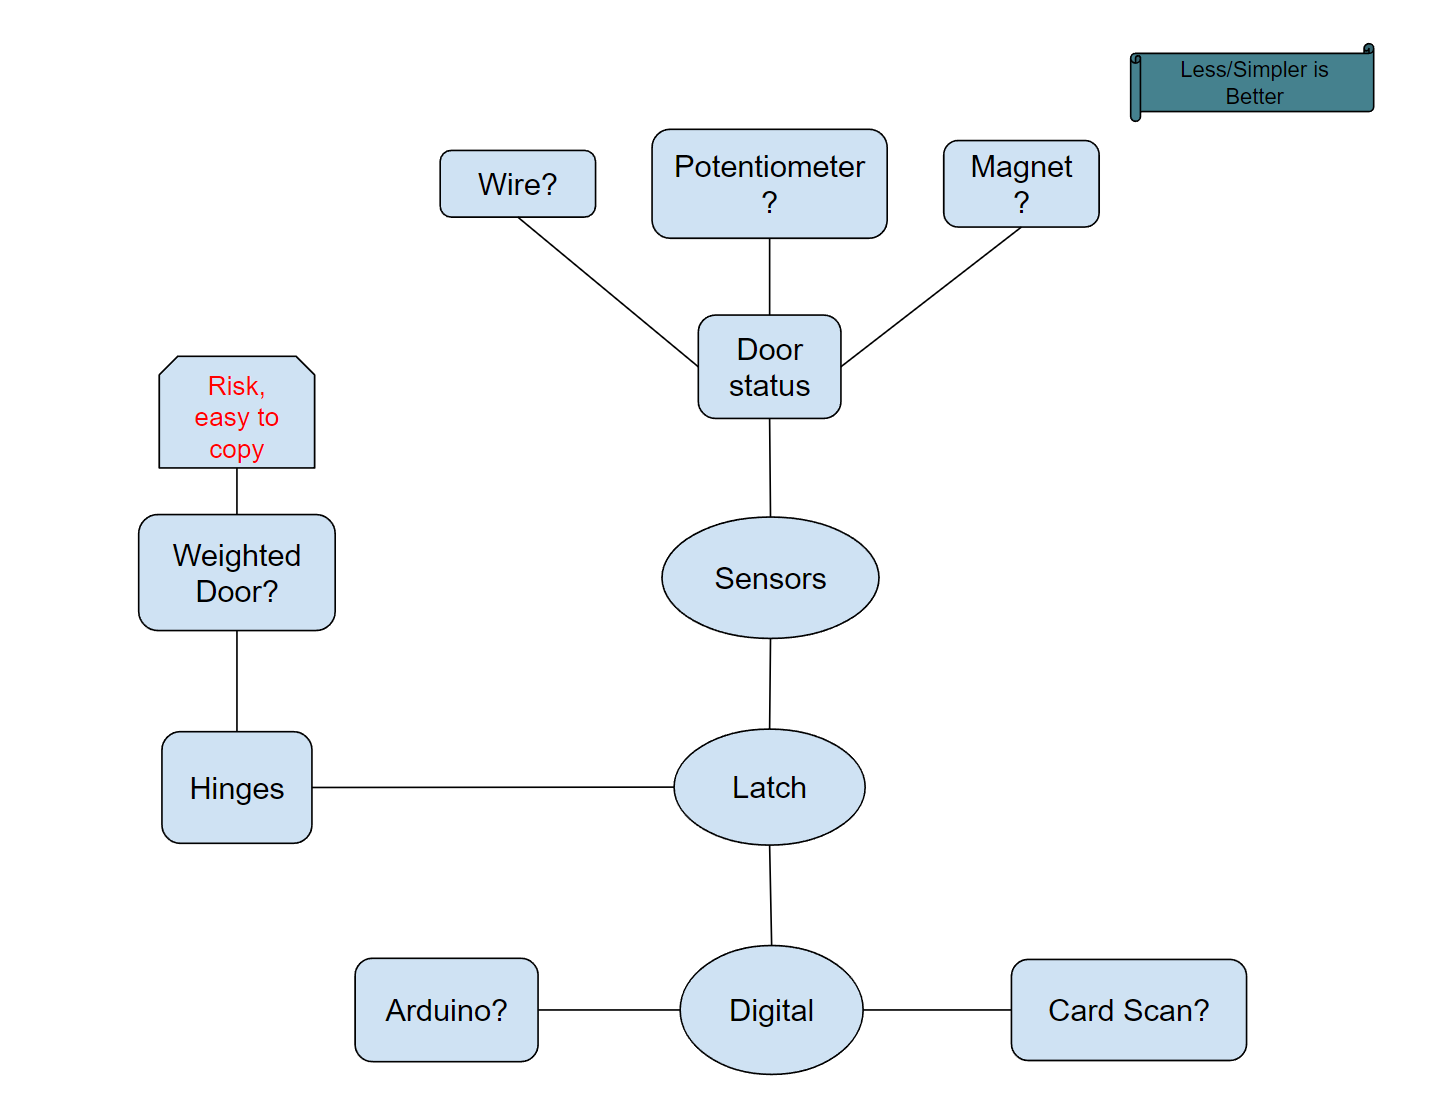 Less/Simpler is
Better
Wire?
Potentiometer
?
Magnet
?
Door
status
Risk,
easy to
copy
Weighted
Door?
Sensors
Hinges
Latch
Arduino?
Digital
Card Scan?